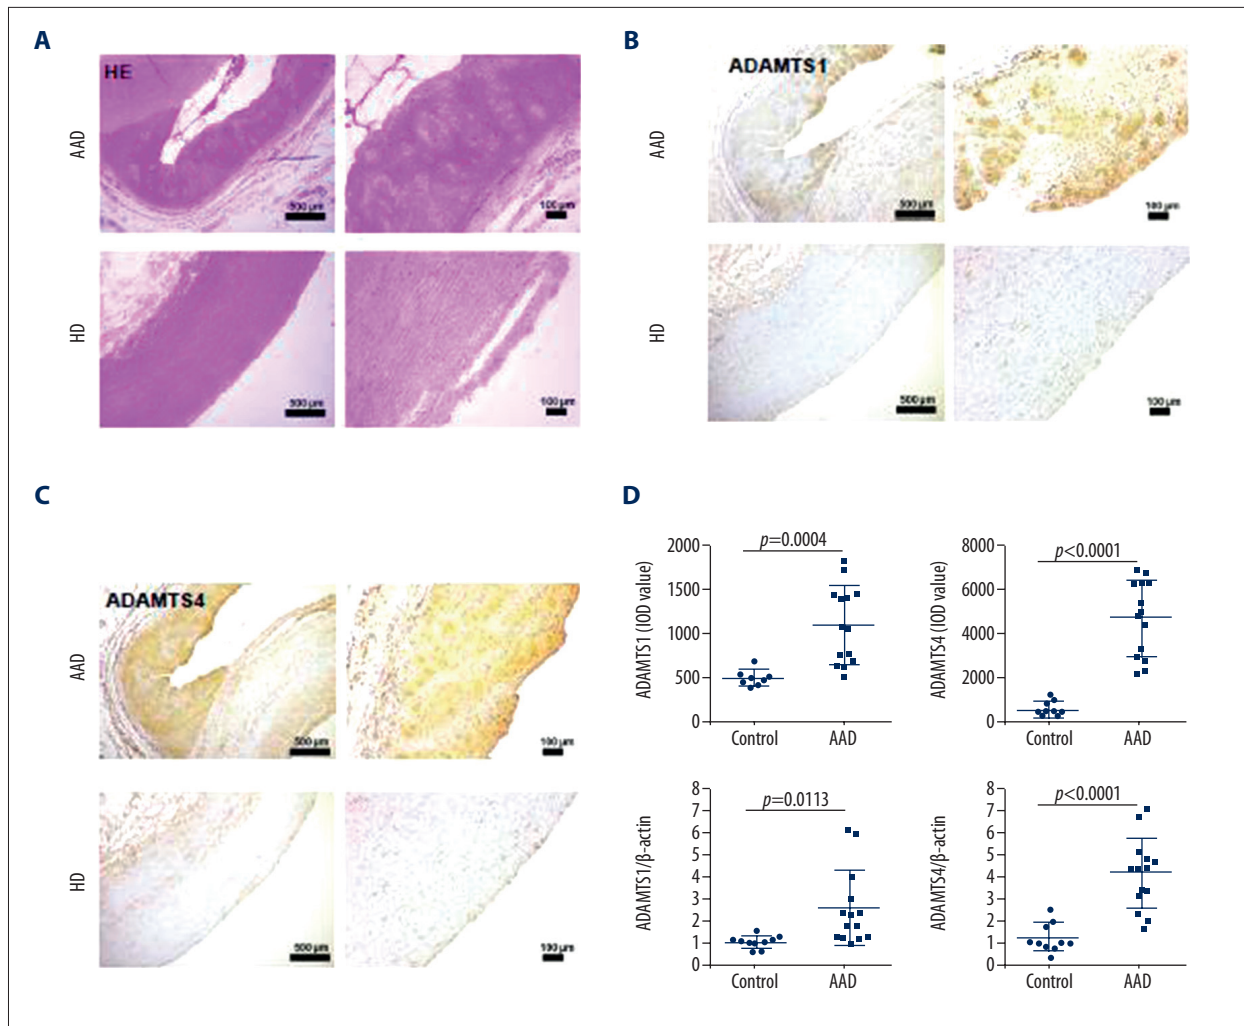 A
HE
AAD
500 µm
100 µm
HD
500 µm
100 µm
B
ADAMTS1
AAD
500 µm
100 µm
HD
500 µm
100 µm
C
ADAMTS4
AAD
500 µm
100 µm
HD
500 µm
100 µm
D
p=0.0004
2000
1500
1000
500
0
ADAMTS1 (IOD value)
Control
AAD
p<0.0001
8000
6000
4000
2000
0
ADAMTS4 (IOD value)
Control
AAD
p=0.0113
8
7
6
5
4
3
2
1
0
ADAMTS1/β-actin
Control
AAD
p<0.0001
8
7
6
5
4
3
2
1
0
ADAMTS4/β-actin
Control
AAD